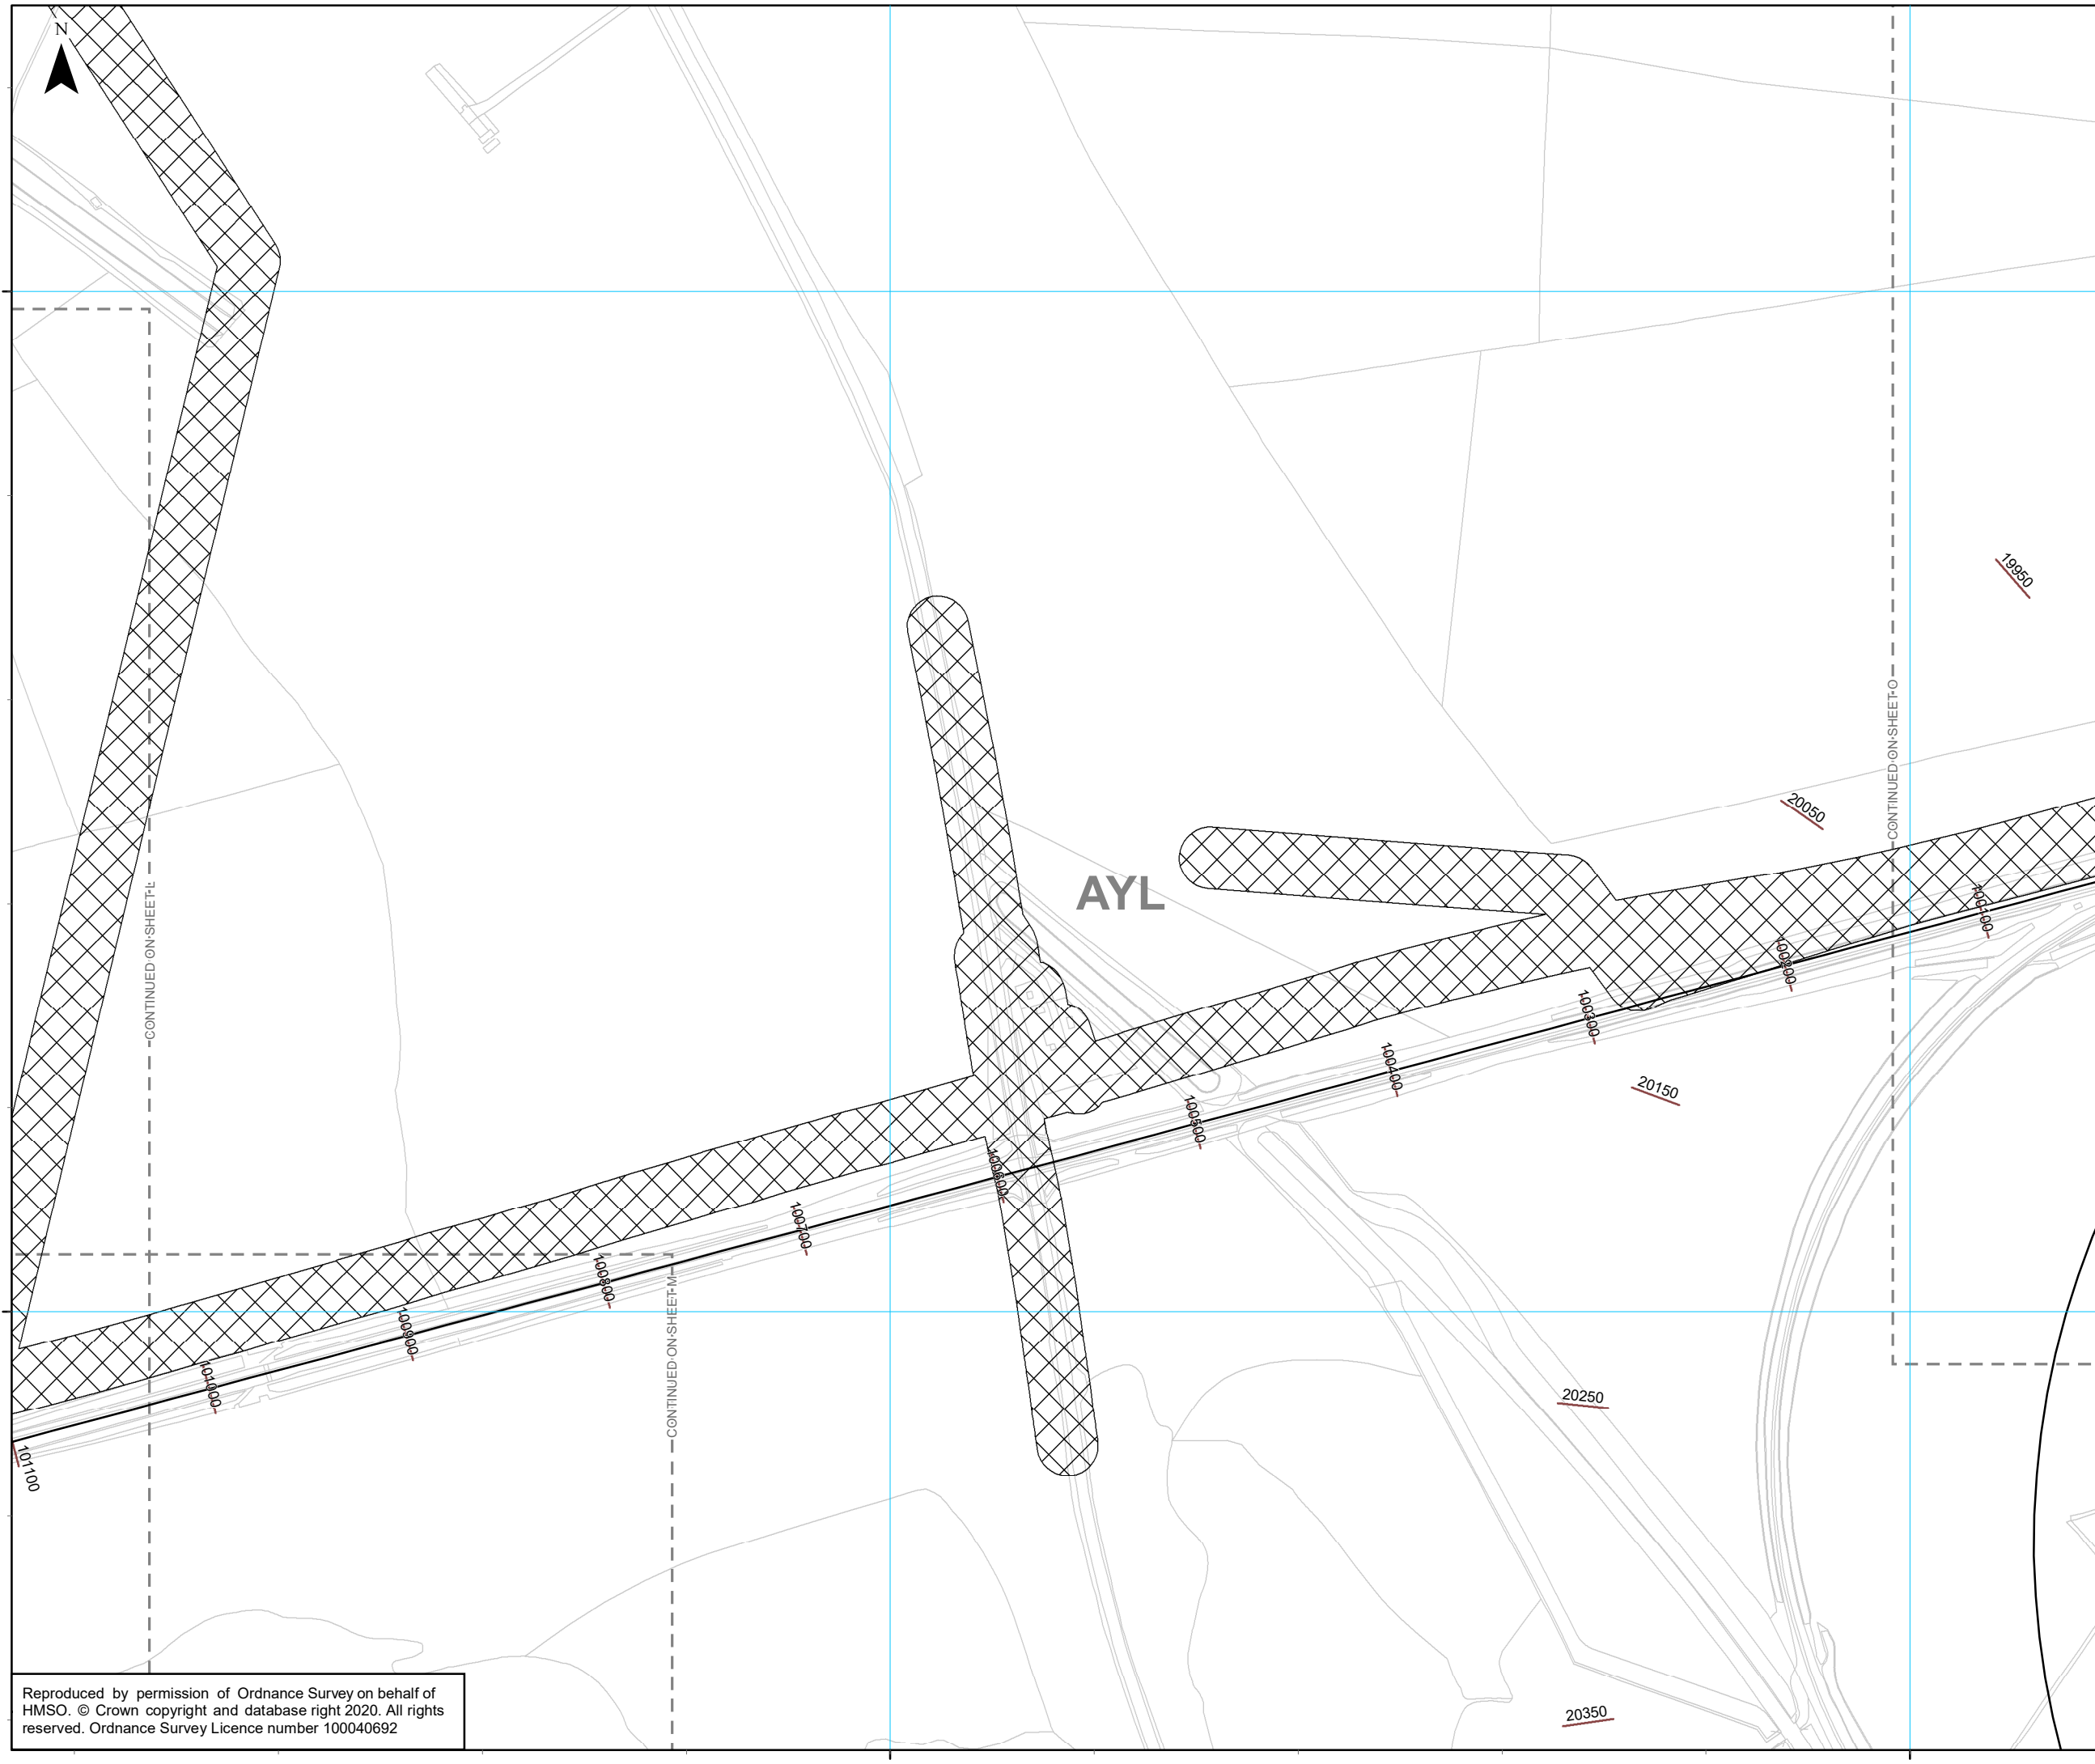 N
19950
CONTINUED ON SHEET O
20050
AYL
CONTINUED ON SHEET L
100100
100200
100300
100400
20150
100500
100600
100700
100800
100900
CONTINUED ON SHEET M
101000
20250
101100
Reproduced by permission of Ordnance Survey on behalf of
HMSO. © Crown copyright and database right 2020. All rights
reserved. Ordnance Survey Licence number 100040692
20350